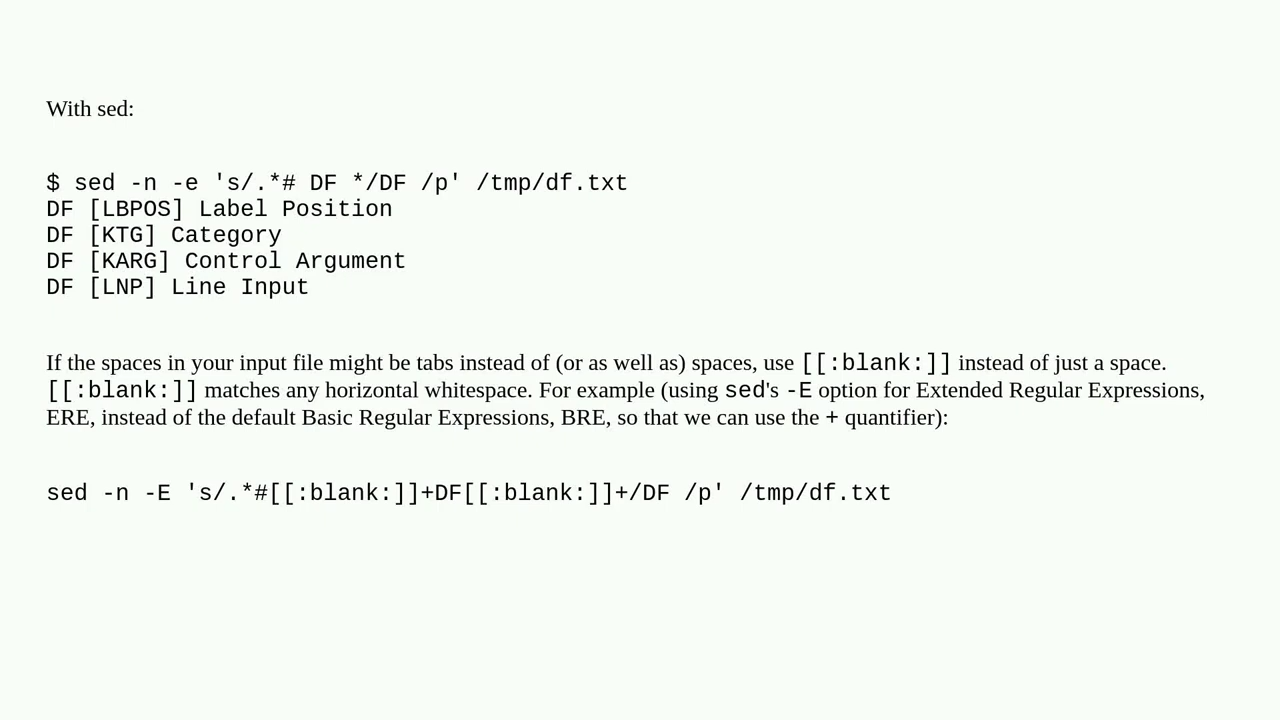 With sed:
$ sed -n -e 's/.*# DF */DF /p' /tmp/df.txt
DF [LBPOS] Label Position
DF [KTG] Category
DF [KARG] Control Argument
DF [LNP] Line Input
If the spaces in your input file might be tabs instead of (or as well as) spaces, use [[:blank:]] instead of just a space.
[[:blank:]] matches any horizontal whitespace. For example (using sed's -E option for Extended Regular Expressions,
ERE, instead of the default Basic Regular Expressions, BRE, so that we can use the + quantifier):
sed -n -E 's/.*#[[:blank:]]+DF[[:blank:]]+/DF /p' /tmp/df.txt